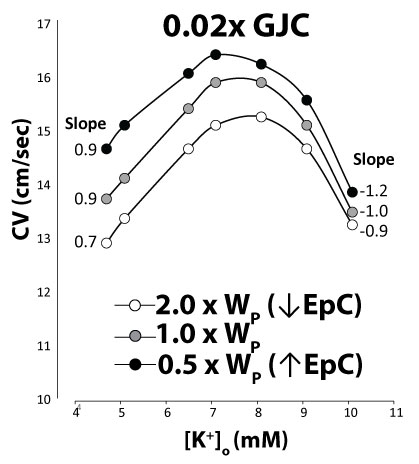 0.02x GJC
17
16
15
14
13
12
11
10
CV (cm/sec)
Slope
0.9
0.9
0.7
Slope
-1.2
-1.0
-0.9
2.0 x WP (↓EpC)
1.0 x WP
0.5 x WP (↑EpC)
4 5 6 7 8 9 10 11
[K+]o (mM)